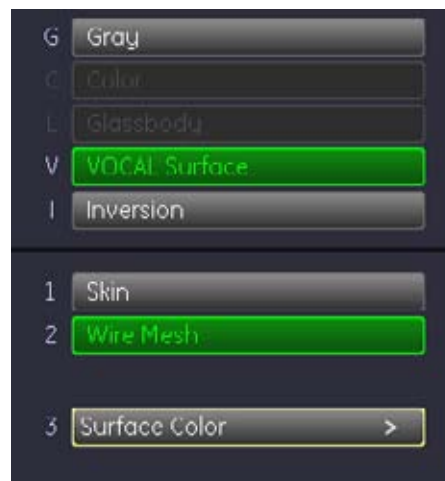 G Gray
C Color
L Glassbody
V VOCAL Surface
I Inversion
1 Skin
2 Wire Mesh
3 Surface Color >